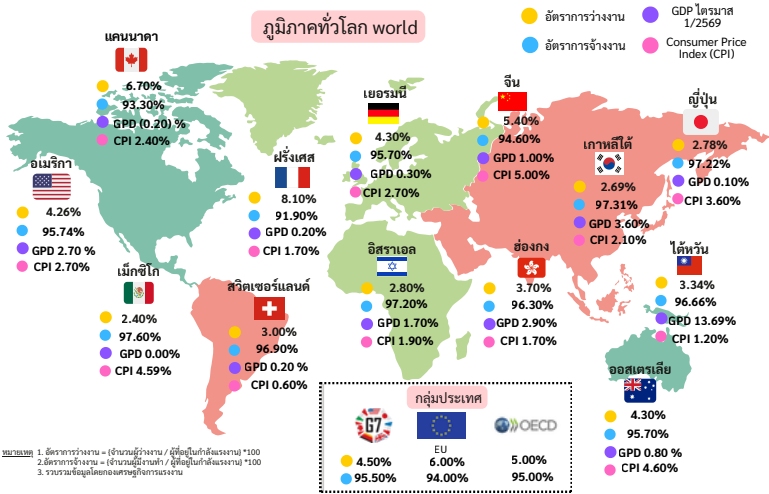 ภูมิภาคทั่วโลก world
อัตราการว่างงาน
GDP ไตรมาส
1/2569
อัตราการจ้างงาน
Consumer Price
Index (CPI)
แคนนาดา
6.70%
93.30%
GPD (0.20) %
CPI 2.40%
อเมริกา
4.26%
95.74%
GPD 2.70 %
CPI 2.70%
เม็กซิโก
2.40%
97.60%
GPD 0.00%
CPI 4.59%
ฝรั่งเศส
8.10%
91.90%
GPD 0.20%
CPI 1.70%
สวิตเซอร์แลนด์
3.00%
96.90%
GPD 0.20 %
CPI 0.60%
เยอรมนี
4.30%
95.70%
GPD 0.30%
CPI 2.70%
อิสราเอล
2.80%
97.20%
GPD 1.70%
CPI 1.90%
จีน
5.40%
94.60%
GPD 1.00%
CPI 5.00%
ฮ่องกง
3.70%
96.30%
GPD 2.90%
CPI 1.70%
เกาหลีใต้
2.69%
97.31%
GPD 3.60%
CPI 2.10%
ญี่ปุ่น
2.78%
97.22%
GPD 0.10%
CPI 3.60%
ไต้หวัน
3.34%
96.66%
GPD 13.69%
CPI 1.20%
ออสเตรเลีย
4.30%
95.70%
GPD 0.80 %
CPI 4.60%
กลุ่มประเทศ
G7
EU
OECD
4.50% 6.00% 5.00%
95.50% 94.00% 95.00%
หมายเหตุ 1. อัตราการว่างงาน = (จำนวนผู้ว่างงาน / ผู้ที่อยู่ในกำลังแรงงาน) *100
2.อัตราการจ้างงาน = (จำนวนผู้มีงานทำ / ผู้ที่อยู่ในกำลังแรงงาน) *100
3. รวบรวมข้อมูลโดยกองเศรษฐกิจการแรงงาน